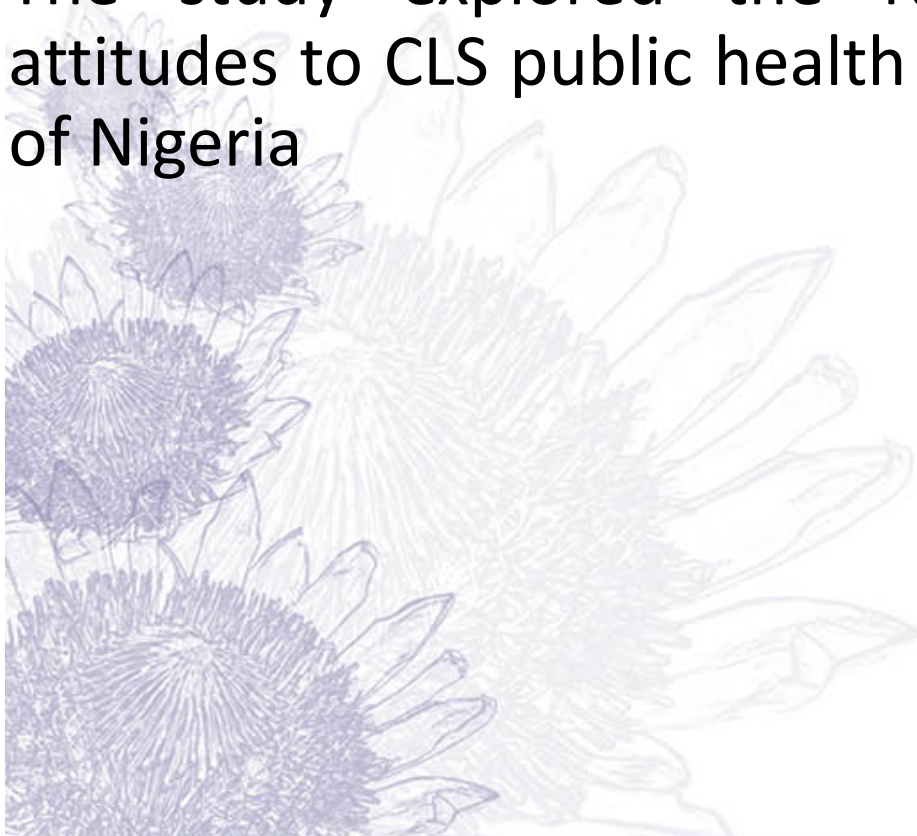 The study explored the
attitudes to CLS public health
of Nigeria